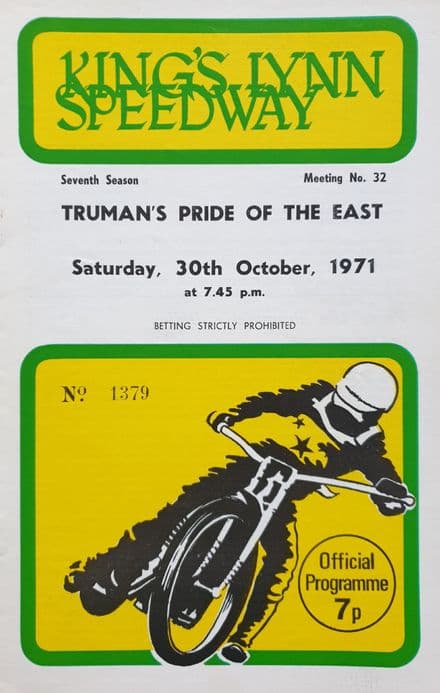 KING'S LYNN
SPEEDWAY
Seventh Season Meeting No. 32
TRUMAN'S PRIDE OF THE EAST
Saturday, 30th October, 1971
at 7.45 p.m.
BETTING STRICTLY PROHIBITED
Nº 1379
Official
Programme
7p